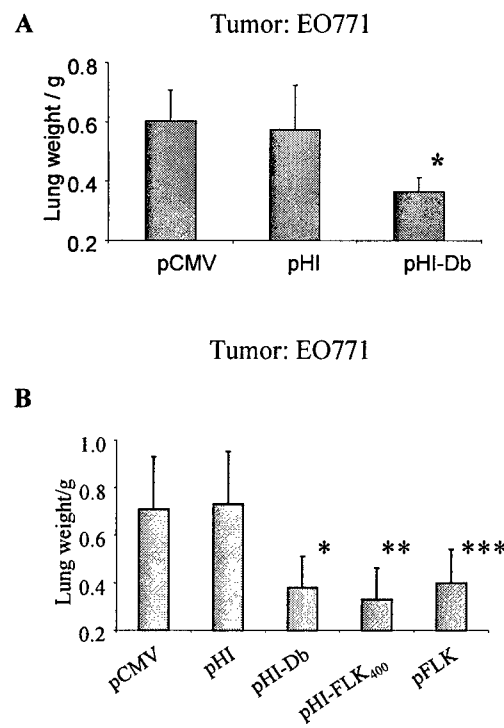 A
Tumor: EO771
Lung weight / g
0.8
0.6
0.4
0.2
*
pCMV pHI pHI-Db
Tumor: EO771
B
Lung weight/g
1.0
0.8
0.6
0.4
0.2
* ** ***
pCMV pHI pHI-Db pHI-FLK₄₀₀ pFLK